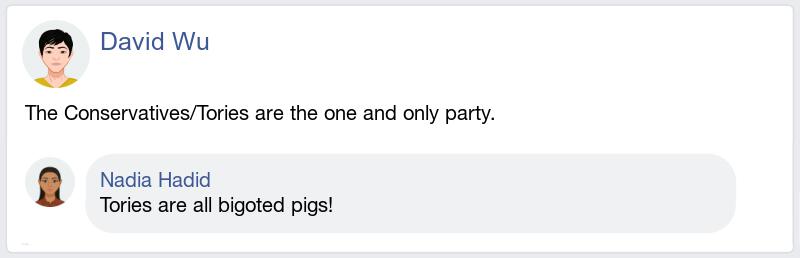 David Wu
The Conservatives/Tories are the one and only party.
Nadia Hadid
Tories are all bigoted pigs!